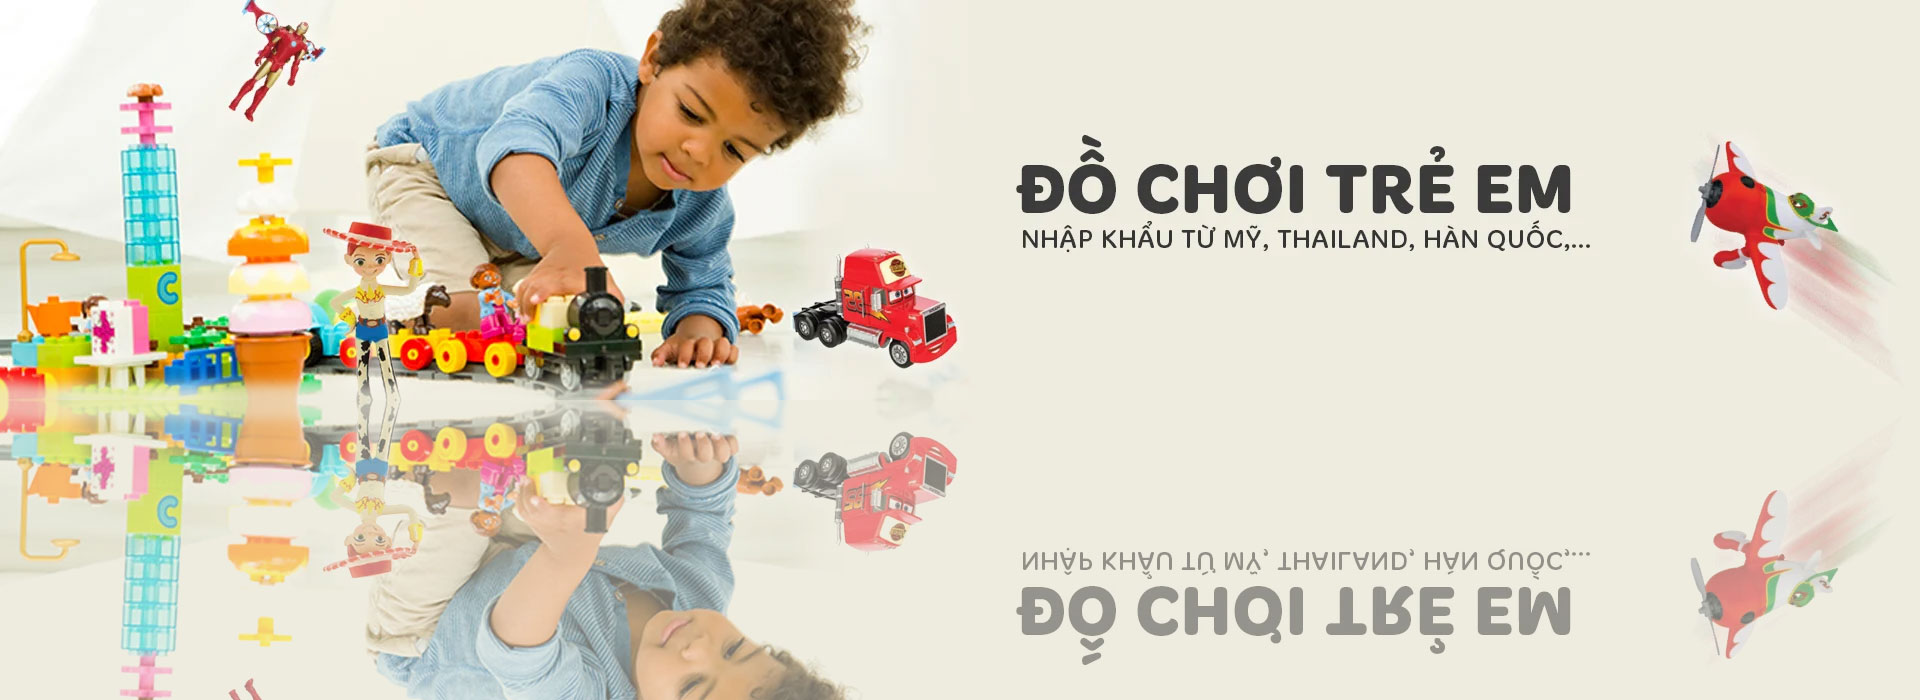 ĐỒ CHƠI TRẺ EM
NHẬP KHẨU TỪ MỸ, THAILAND, HÀN QUỐC,...
C